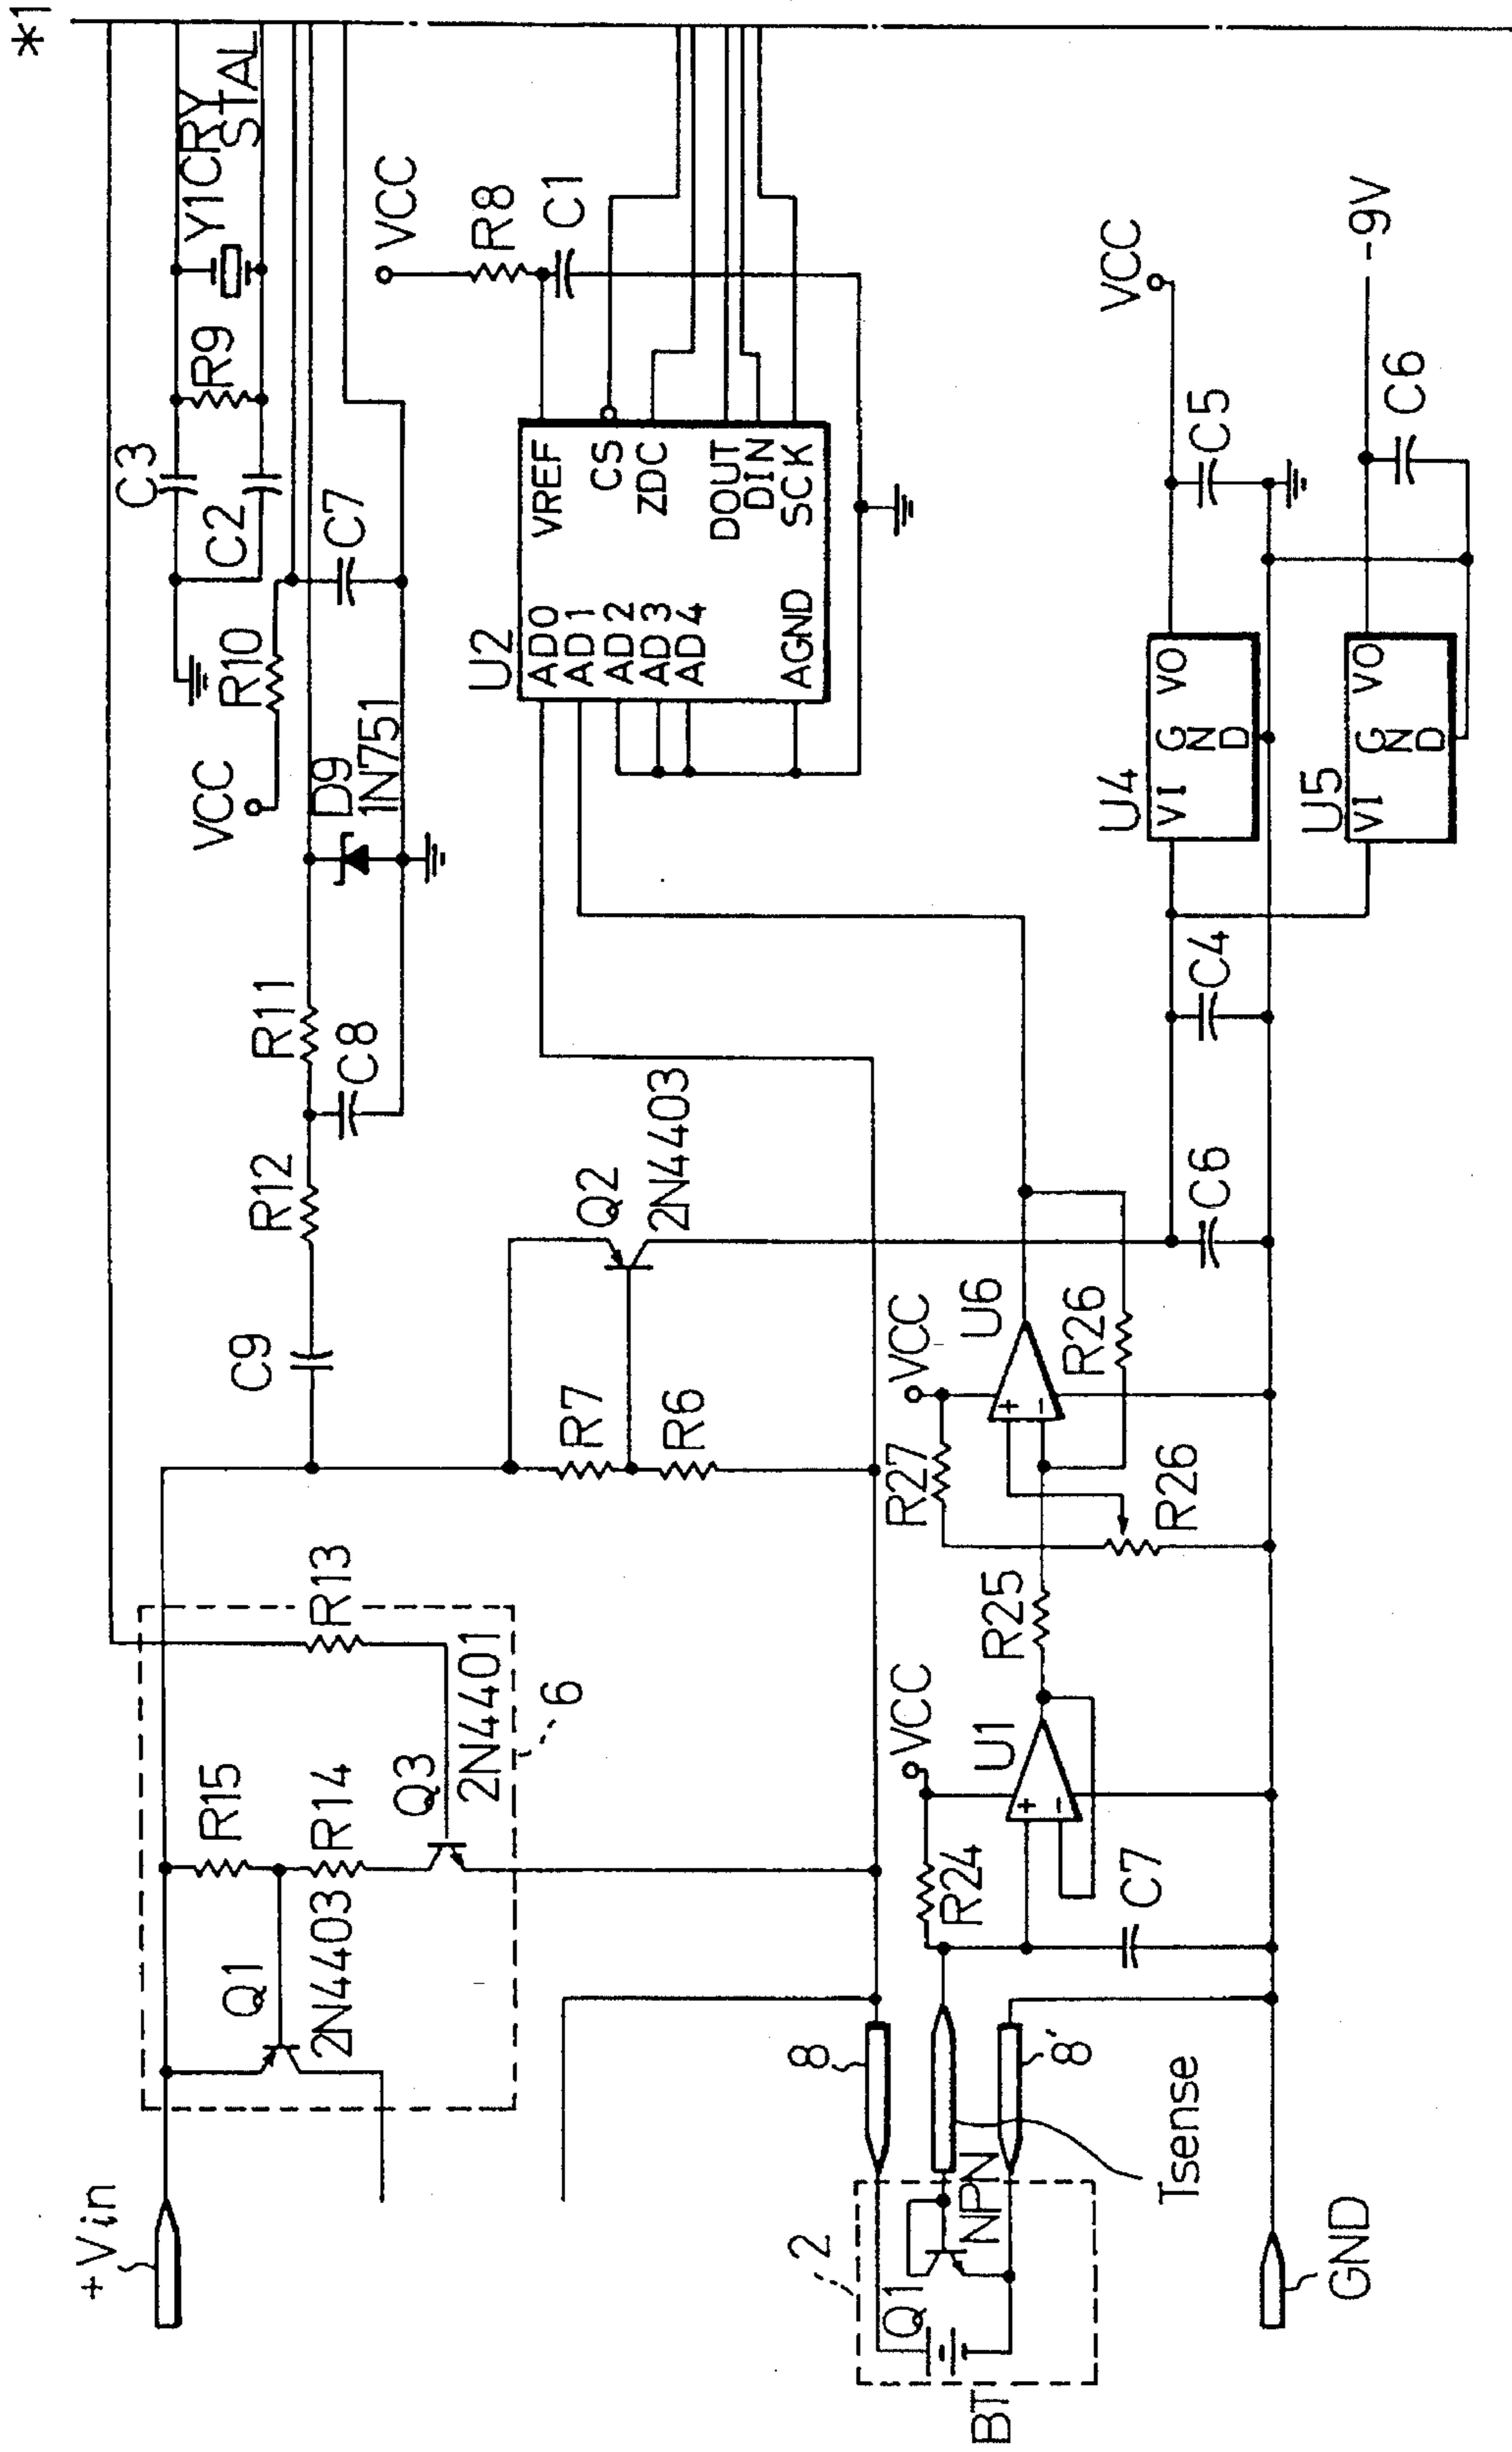 *1
+Vin
Q1
2N4403
R15
R14
Q3
2N4401
R13
6
C9
R12
R11
C8
D9
1N751
VCC
R10
C7
C3
C2
R9
Y1CRY
STAL
VCC
R8
C1
U2
AD0
AD1
AD2
AD3
AD4
AGND
VREF
CS
ZDC
DOUT
DIN
SCK
R7
R6
Q2
2N4403
8
8'
Tsense
2
BT
Q1
NPN
R24
VCC
U1
+
−
C7
R25
R27
VCC
U6
+
−
R26
R26
C6
C4
U4
VI
GND
VO
VCC
C5
U5
VI
GND
VO
-9V
C6
GND